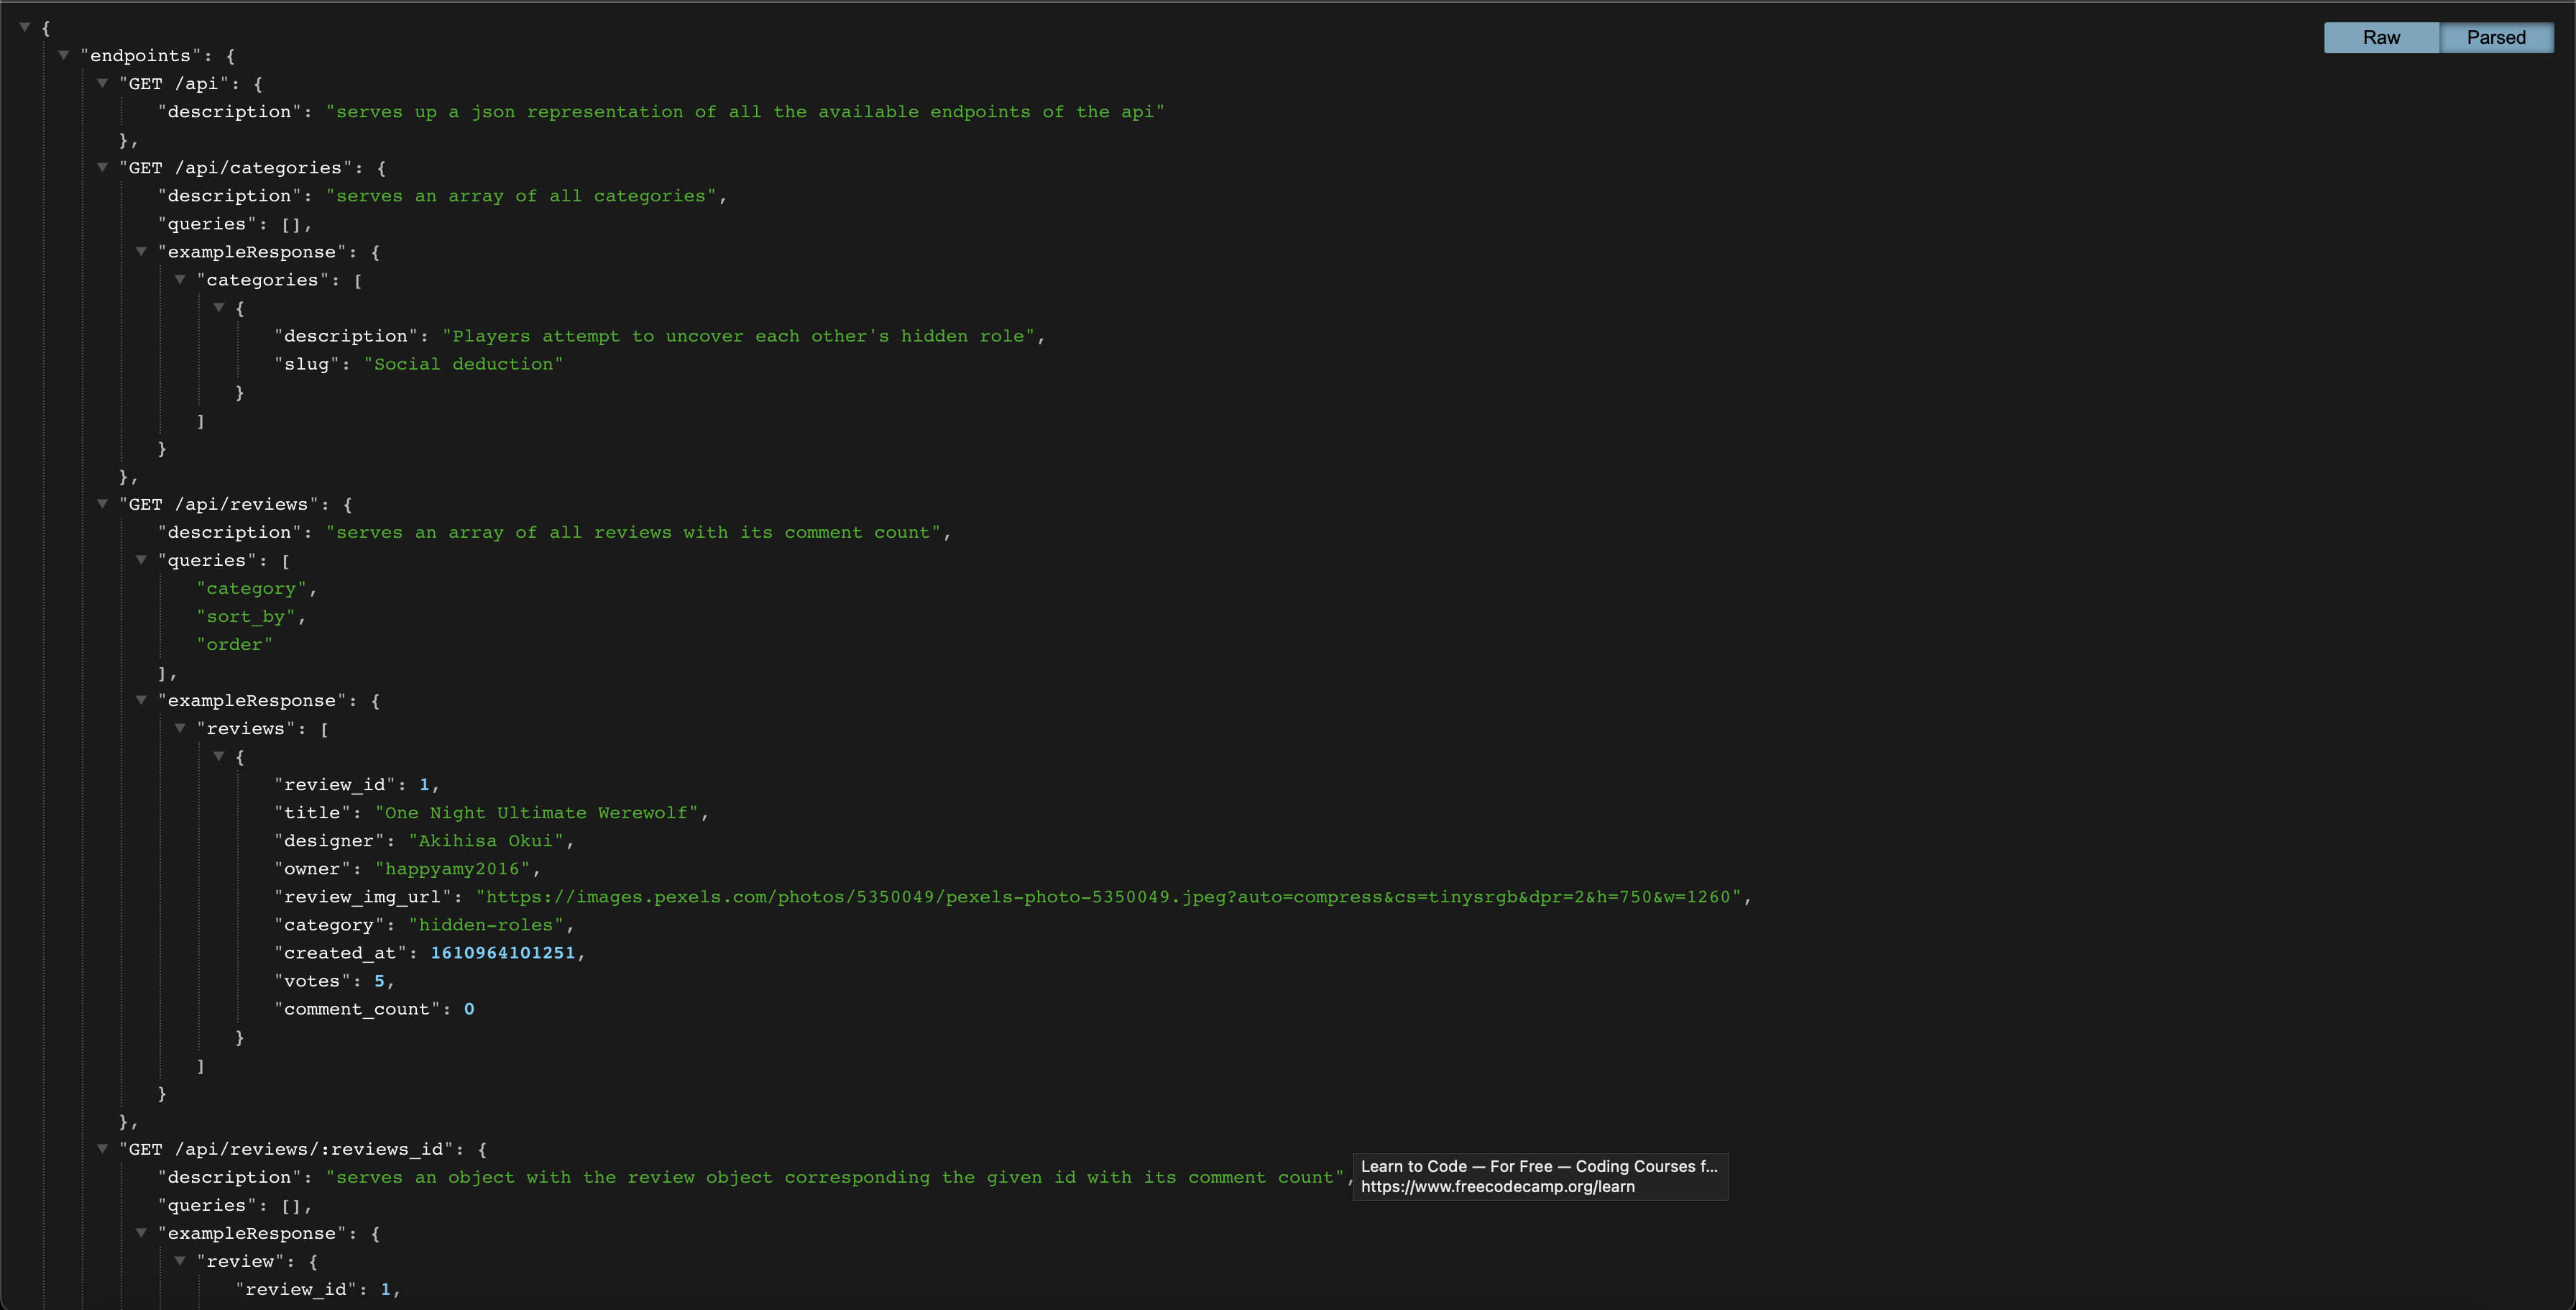 {
"endpoints": {
"GET /api": {
"description": "serves up a json representation of all the available endpoints of the api"
},
"GET /api/categories": {
"description": "serves an array of all categories",
"queries": [],
"exampleResponse": {
"categories": [
{
"description": "Players attempt to uncover each other's hidden role",
"slug": "Social deduction"
}
]
}
},
"GET /api/reviews": {
"description": "serves an array of all reviews with its comment count",
"queries": [
"category",
"sort_by",
"order"
],
"exampleResponse": {
"reviews": [
{
"review_id": 1,
"title": "One Night Ultimate Werewolf",
"designer": "Akihisa Okui",
"owner": "happyamy2016",
"review_img_url": "https://images.pexels.com/photos/5350049/pexels-photo-5350049.jpeg?auto=compress&cs=tinysrgb&dpr=2&h=750&w=1260",
"category": "hidden-roles",
"created_at": 1610964101251,
"votes": 5,
"comment_count": 0
}
]
}
},
"GET /api/reviews/:reviews_id": {
"description": "serves an object with the review object corresponding the given id with its comment count",
"queries": [],
"exampleResponse": {
"review": {
"review_id": 1,
Raw Parsed
Learn to Code — For Free — Coding Courses f...
https://www.freecodecamp.org/learn